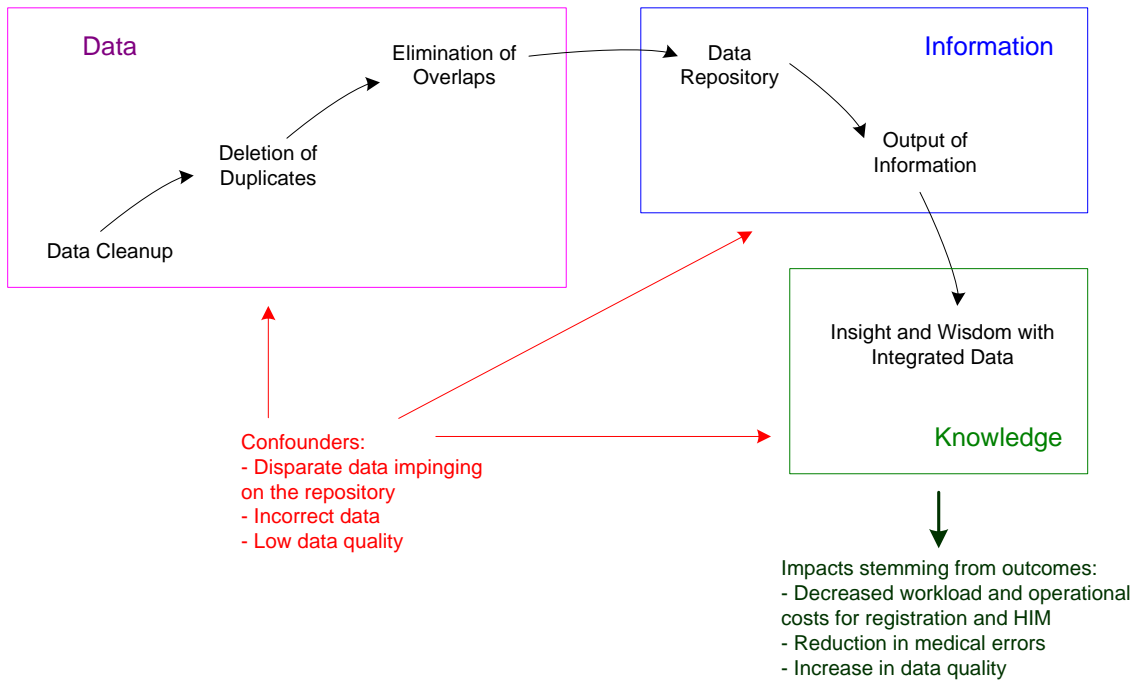 Data
Elimination of
Overlaps
Deletion of
Duplicates
Data Cleanup
Information
Data
Repository
Output of
Information
Insight and Wisdom with
Integrated Data
Knowledge
Confounders:
- Disparate data impinging
on the repository
- Incorrect data
- Low data quality
Impacts stemming from outcomes:
- Decreased workload and operational
costs for registration and HIM
- Reduction in medical errors
- Increase in data quality